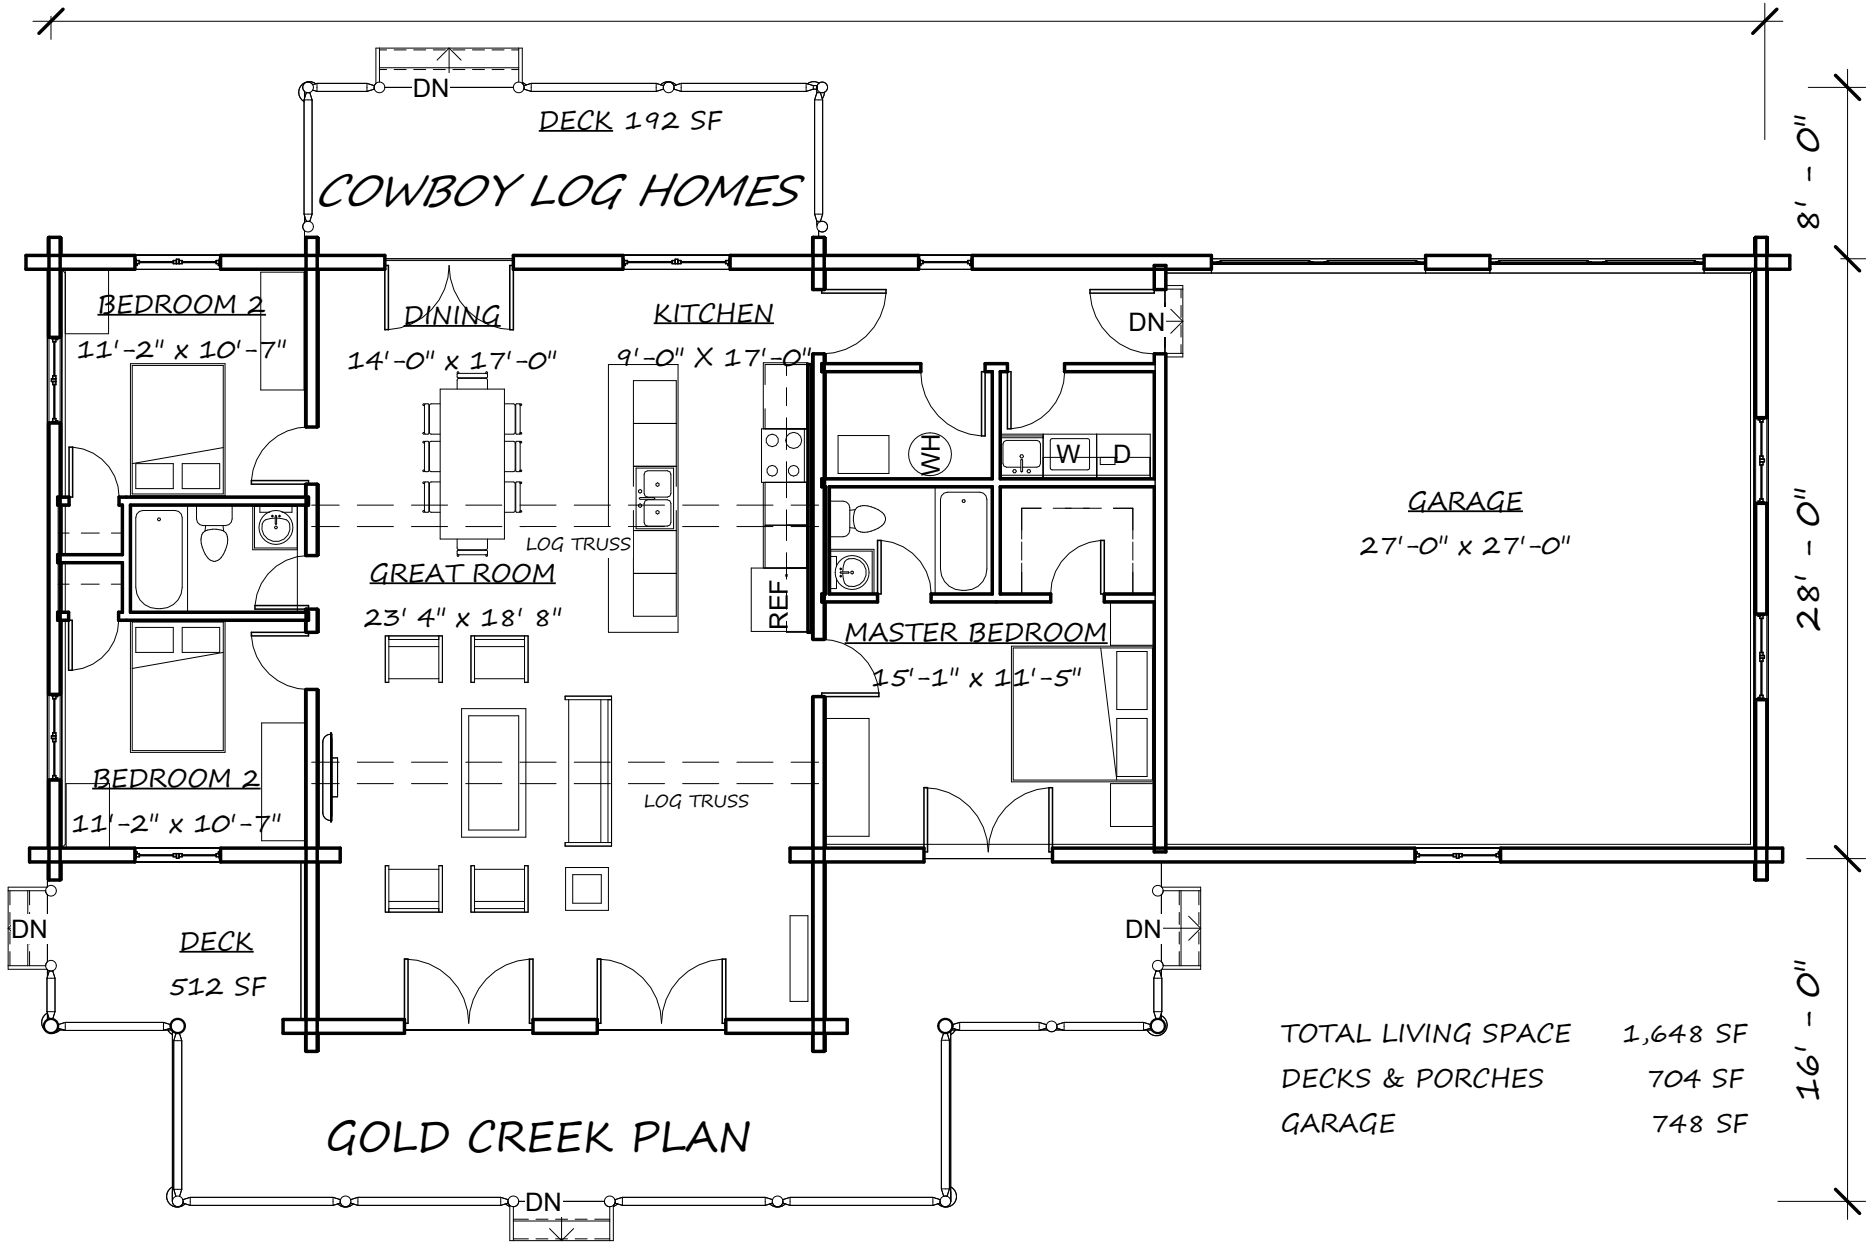 DN
DECK 192 SF
COWBOY LOG HOMES
8' - 0"
BEDROOM 2
11'-2" x 10'-7"
DINING
14'-0" x 17'-0"
KITCHEN
9'-0" X 17'-0"
DN
WH
W
D
GARAGE
27'-0" x 27'-0"
28' - 0"
LOG TRUSS
GREAT ROOM
23' 4" x 18' 8"
REF
MASTER BEDROOM
15'-1" x 11'-5"
BEDROOM 2
11'-2" x 10'-7"
LOG TRUSS
DN
DECK
512 SF
DN
16' - 0"
TOTAL LIVING SPACE 1,648 SF
DECKS & PORCHES 704 SF
GARAGE 748 SF
GOLD CREEK PLAN
DN